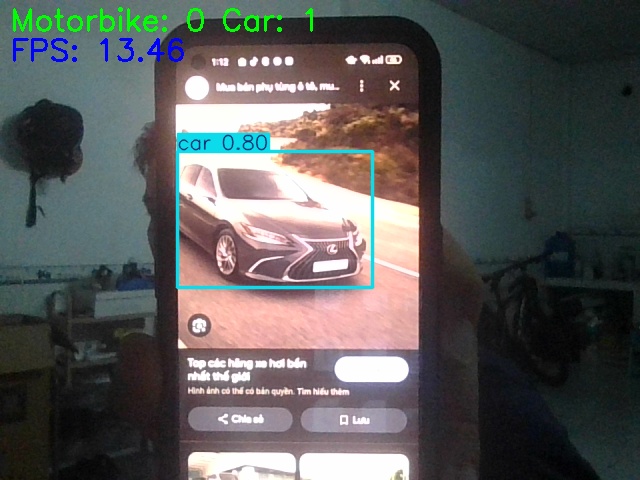 Motorbike: 0 Car: 1
FPS: 13.46
1:12
Mua bán phụ tùng ô tô, mu...
car 0.80
Top các hãng xe hơi bền
nhất thế giới
Hình ảnh có thể có bản quyền. Tìm hiểu thêm
Chia sẻ
Lưu